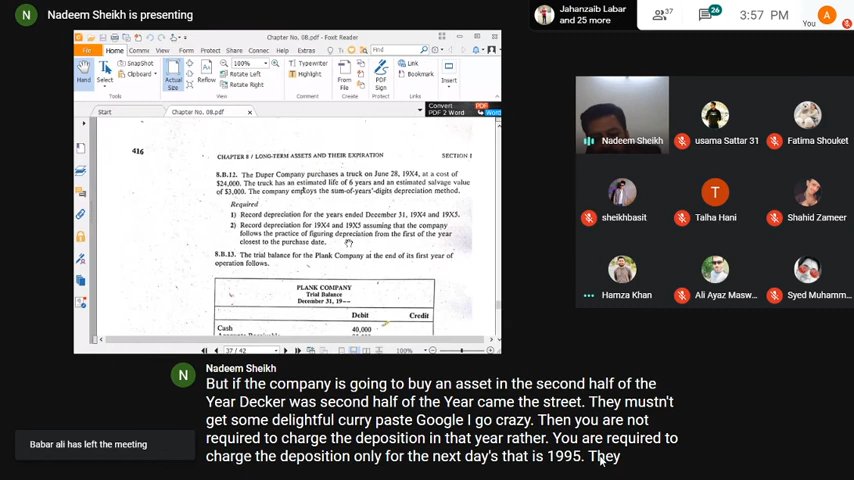 N Nadeem Sheikh is presenting
Jahanzaib Labar
and 25 more
37
26
3:57 PM
You
A
Chapter No. 08.pdf - Foxit Reader
File Home Comment View Form Protect Share Connect Help Extras
Find
Hand
Select
SnapShot
Clipboard
Tools
Actual
Size
Reflow
100%
Rotate Left
Rotate Right
View
Typewriter
Highlight
Comment
From
File
Create
PDF
Sign
Protect
Link
Bookmark
Links
Insert
Start
Chapter No. 08.pdf
Convert PDF
PDF 2 Word Word
416
CHAPTER 8 / LONG-TERM ASSETS AND THEIR EXPIRATION
SECTION I
8.B.12. The Duper Company purchases a truck on June 28, 19X4, at a cost of
$24,000. The truck has an estimated life of 6 years and an estimated salvage value
of $3,000. The company employs the sum-of-years'-digits depreciation method.
Required
1) Record depreciation for the years ended December 31, 19X4 and 19X5.
2) Record depreciation for 19X4 and 19X5 assuming that the company
follows the practice of figuring depreciation from the first of the year
closest to the purchase date.
8.B.13. The trial balance for the Plank Company at the end of its first year of
operation follows.
PLANK COMPANY
Trial Balance
December 31, 19--
Debit Credit
Cash 40,000
37 / 42
100%
Nadeem Sheikh
usama Sattar 31
Fatima Shouket
sheikhbasit
T
Talha Hani
Shahid Zameer
Hamza Khan
Ali Ayaz Masw...
Syed Muhamm...
N Nadeem Sheikh
But if the company is going to buy an asset in the second half of the
Year Decker was second half of the Year came the street. They mustn't
get some delightful curry paste Google I go crazy. Then you are not
required to charge the deposition in that year rather. You are required to
charge the deposition only for the next day's that is 1995. They
Babar ali has left the meeting